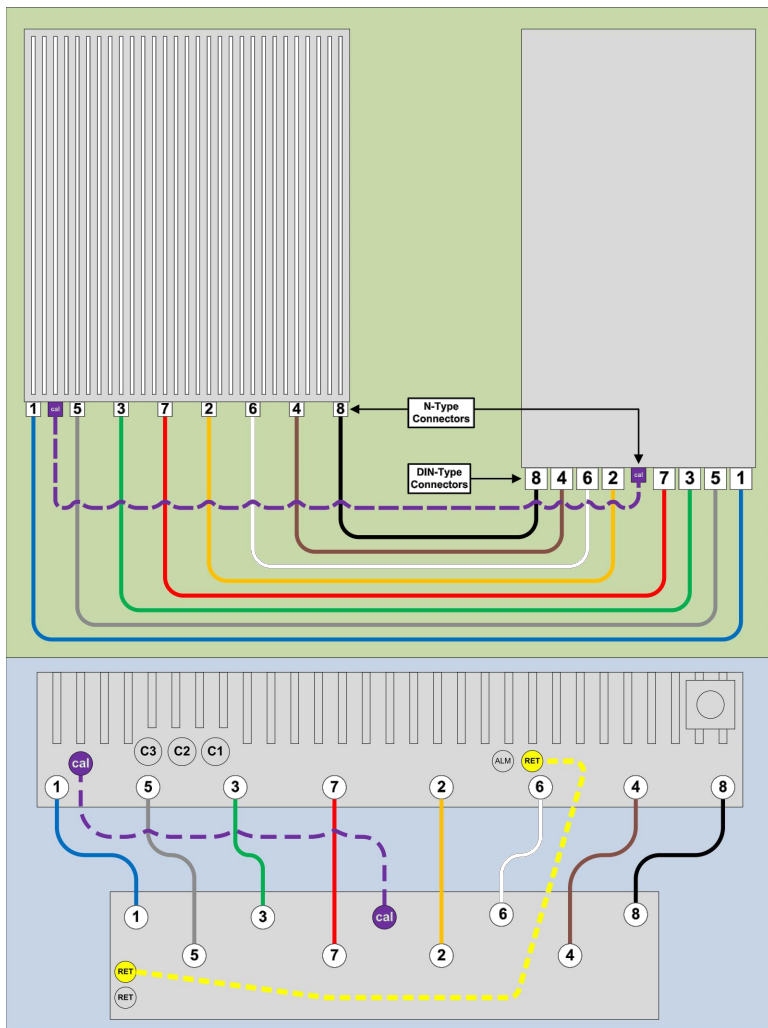 1 cal 5 3 7 2 6 4 8
N-Type
Connectors
DIN-Type
Connectors
8 4 6 2 cal 7 3 5 1
C3 C2 C1
ALM RET
cal
1 5 3 7 2 6 4 8
1 3 cal 6 8
5 7 2 4
RET
RET